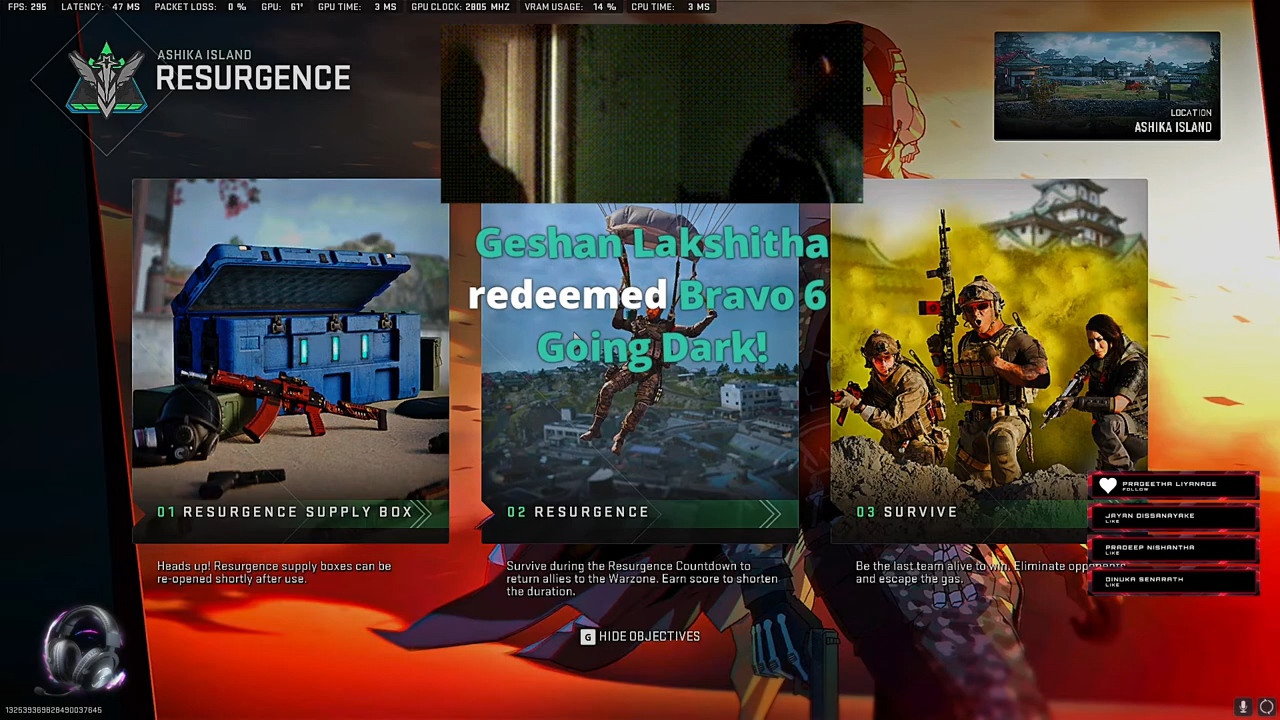 FPS: 295 LATENCY: 47 MS PACKET LOSS: 0 % GPU: 61° GPU TIME: 3 MS GPU CLOCK: 2805 MHZ VRAM USAGE: 14 % CPU TIME: 3 MS
ASHIKA ISLAND
RESURGENCE
LOCATION
ASHIKA ISLAND
Geshan Lakshitha
redeemed Bravo 6
Going Dark!
01 RESURGENCE SUPPLY BOX
02 RESURGENCE
03 SURVIVE
Heads up! Resurgence supply boxes can be
re-opened shortly after use.
Survive during the Resurgence Countdown to
return allies to the Warzone. Earn score to shorten
the duration.
Be the last team alive to win. Eliminate opponents
and escape the gas.
PRAGEETHA LIYANAGE
FOLLOW
JAYAN DISSANAYAKE
LIKE
PRADEEP NISHANTHA
LIKE
DINUKA SENARATH
LIKE
G HIDE OBJECTIVES
132539369828490037645